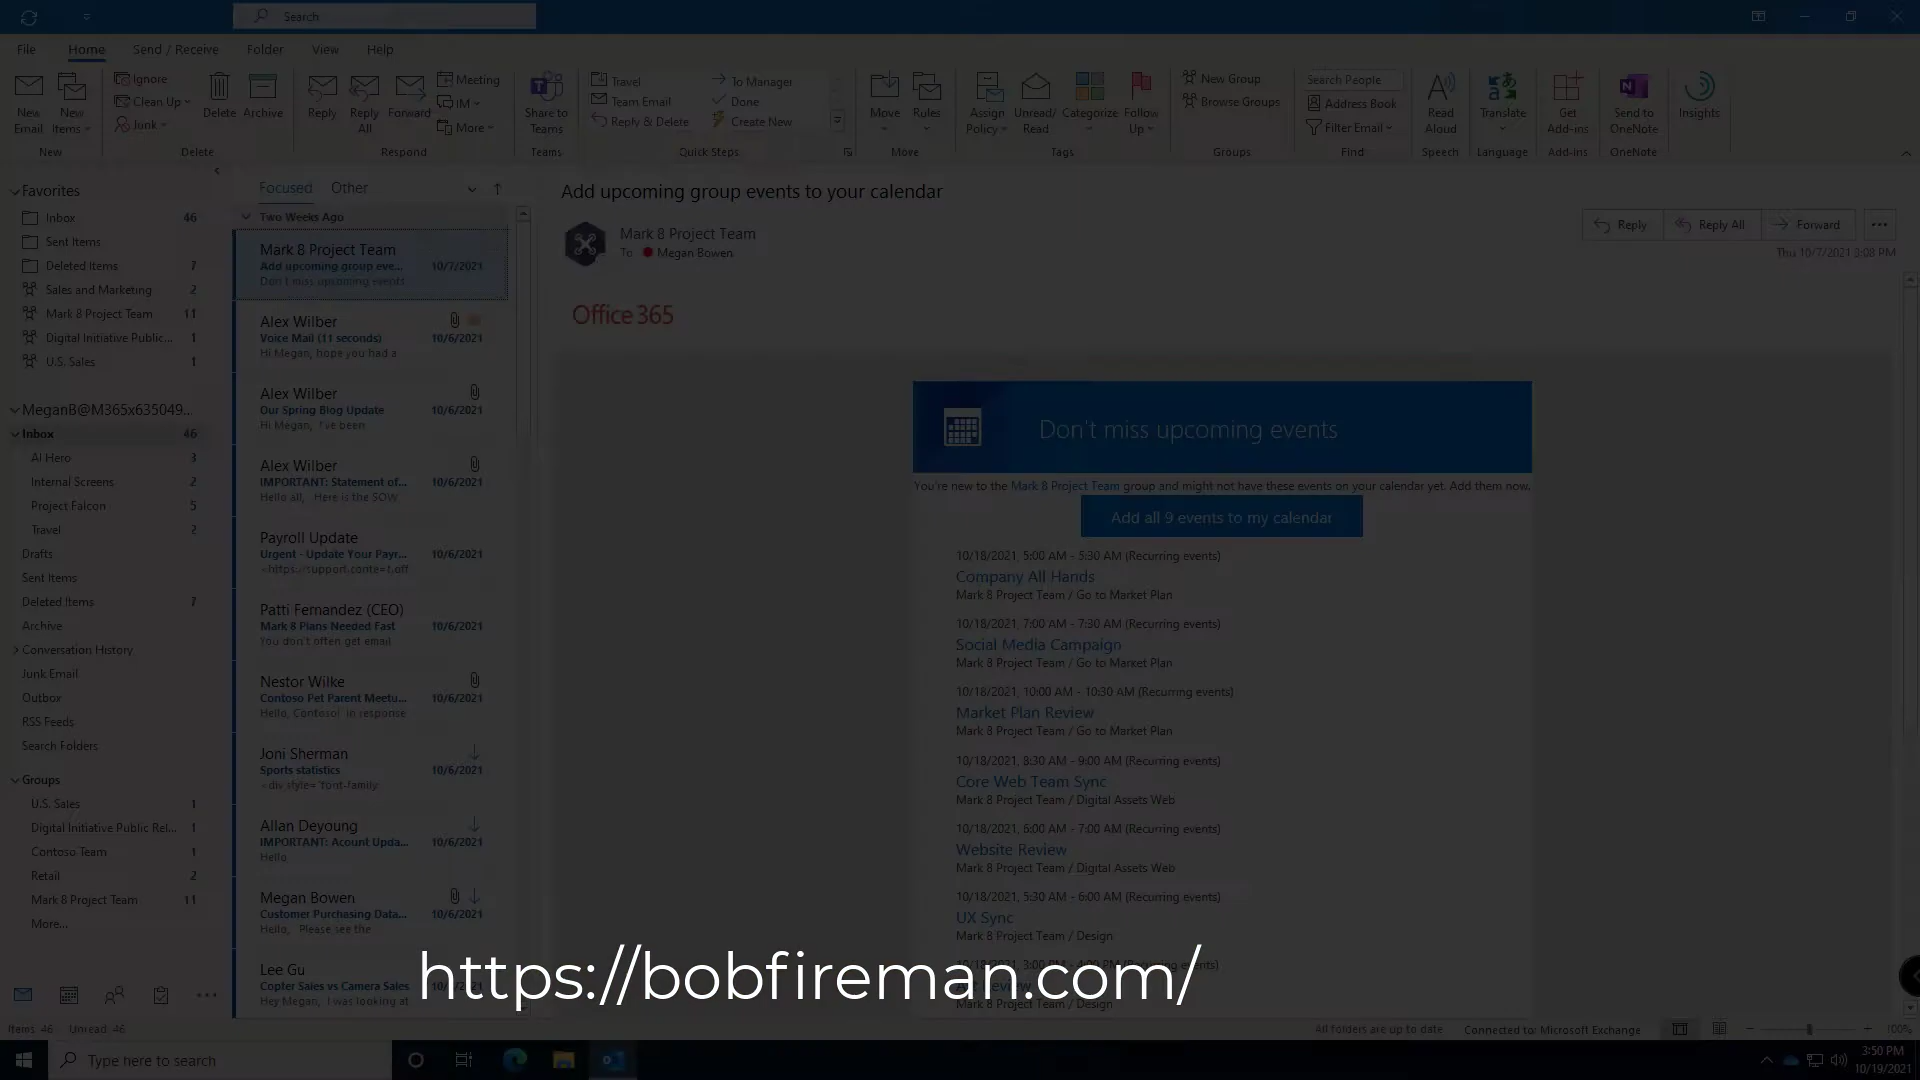 Search
File Home Send / Receive Folder View Help
New Email
New Items
New
Ignore
Clean Up
Junk
Delete
Archive
Delete
Reply
Reply All
Forward
Meeting
IM
More
Respond
Share to Teams
Teams
Travel
Team Email
Reply & Delete
To Manager
Done
Create New
Quick Steps
Move
Rules
Move
Assign Policy
Unread/ Read
Categorize
Follow Up
Tags
New Group
Browse Groups
Groups
Search People
Address Book
Filter Email
Find
Read Aloud
Speech
Translate
Language
Get Add-ins
Add-ins
Send to OneNote
OneNote
Insights
Favorites
Inbox 46
Sent Items
Deleted Items 7
Sales and Marketing 2
Mark 8 Project Team 11
Digital Initiative Public... 1
U.S. Sales 1
MeganB@M365x635049...
Inbox 46
AI Hero 3
Internal Screens 2
Project Falcon 5
Travel 2
Drafts
Sent Items
Deleted Items 7
Archive
Conversation History
Junk Email
Outbox
RSS Feeds
Search Folders
Groups
U.S. Sales 1
Digital Initiative Public Rel... 1
Contoso Team 1
Retail 2
Mark 8 Project Team 11
More...
Items: 46 Unread: 46
Focused Other
Two Weeks Ago
Mark 8 Project Team
Add upcoming group eve... 10/7/2021
Don't miss upcoming events
Alex Wilber
Voice Mail (11 seconds) 10/6/2021
Hi Megan, hope you had a
Alex Wilber
Our Spring Blog Update 10/6/2021
Hi Megan, I've been
Alex Wilber
IMPORTANT: Statement of... 10/6/2021
Hello all, Here is the SOW
Payroll Update
Urgent - Update Your Payr... 10/6/2021
<https://support.conte=t.off
Patti Fernandez (CEO)
Mark 8 Plans Needed Fast 10/6/2021
You don't often get email
Nestor Wilke
Contoso Pet Parent Meetu... 10/6/2021
Hello, Contoso! In response
Joni Sherman
Sports statistics 10/6/2021
<div style="font-family:
Allan Deyoung
IMPORTANT: Acount Upda... 10/6/2021
Hello
Megan Bowen
Customer Purchasing Data... 10/6/2021
Hello, Please see the
Lee Gu
Copter Sales vs Camera Sales
Hey Megan, I was looking at
Add upcoming group events to your calendar
Mark 8 Project Team
To Megan Bowen
Reply Reply All Forward
Thu 10/7/2021 3:08 PM
Office 365
Don't miss upcoming events
You're new to the Mark 8 Project Team group and might not have these events on your calendar yet. Add them now.
Add all 9 events to my calendar
10/18/2021, 5:00 AM - 5:30 AM (Recurring events)
Company All Hands
Mark 8 Project Team / Go to Market Plan
10/18/2021, 7:00 AM - 7:30 AM (Recurring events)
Social Media Campaign
Mark 8 Project Team / Go to Market Plan
10/18/2021, 10:00 AM - 10:30 AM (Recurring events)
Market Plan Review
Mark 8 Project Team / Go to Market Plan
10/18/2021, 8:30 AM - 9:00 AM (Recurring events)
Core Web Team Sync
Mark 8 Project Team / Digital Assets Web
10/18/2021, 6:00 AM - 7:00 AM (Recurring events)
Website Review
Mark 8 Project Team / Digital Assets Web
10/18/2021, 5:30 AM - 6:00 AM (Recurring events)
UX Sync
Mark 8 Project Team / Design
Mark 8 Project Team / Design
https://bobfireman.com/
All folders are up to date Connected to: Microsoft Exchange 100%
Type here to search
3:50 PM
10/19/2021